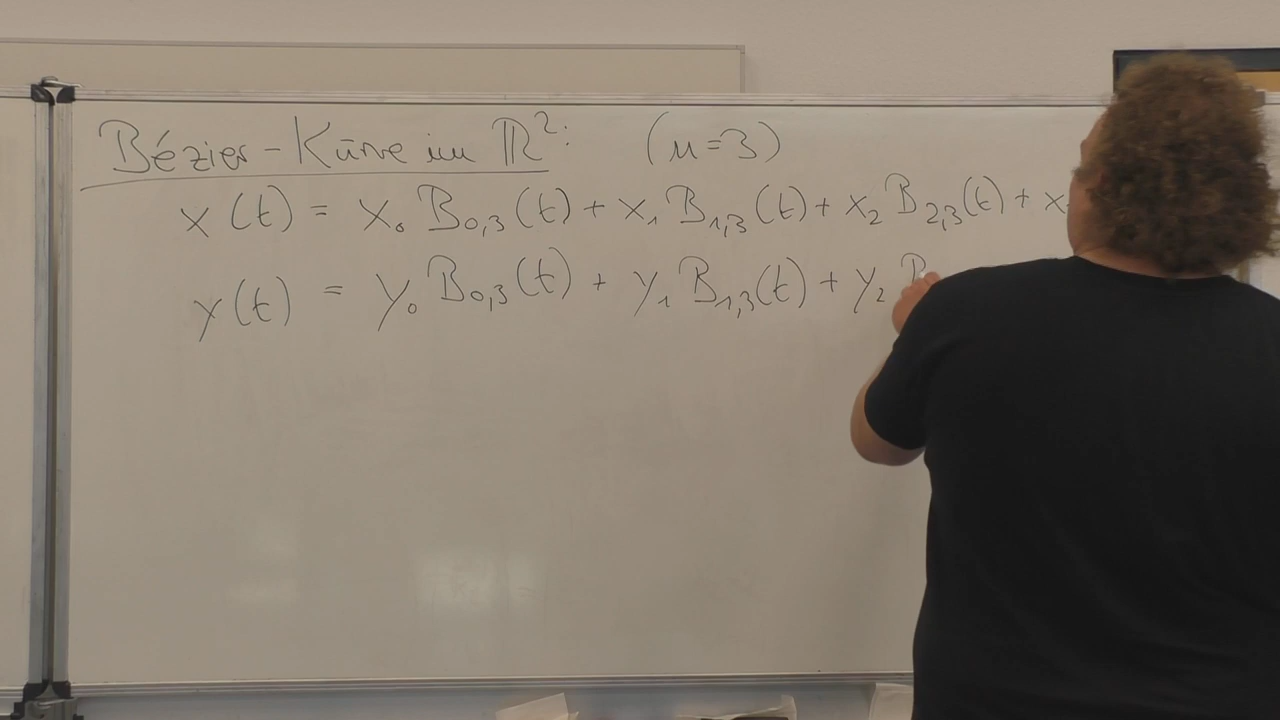 Bézier-Kurve im ℝ²: (n=3)
x(t) = x₀ B₀,₃(t) + x₁ B₁,₃(t) + x₂ B₂,₃(t) + x
y(t) = y₀ B₀,₃(t) + y₁ B₁,₃(t) + y₂ B